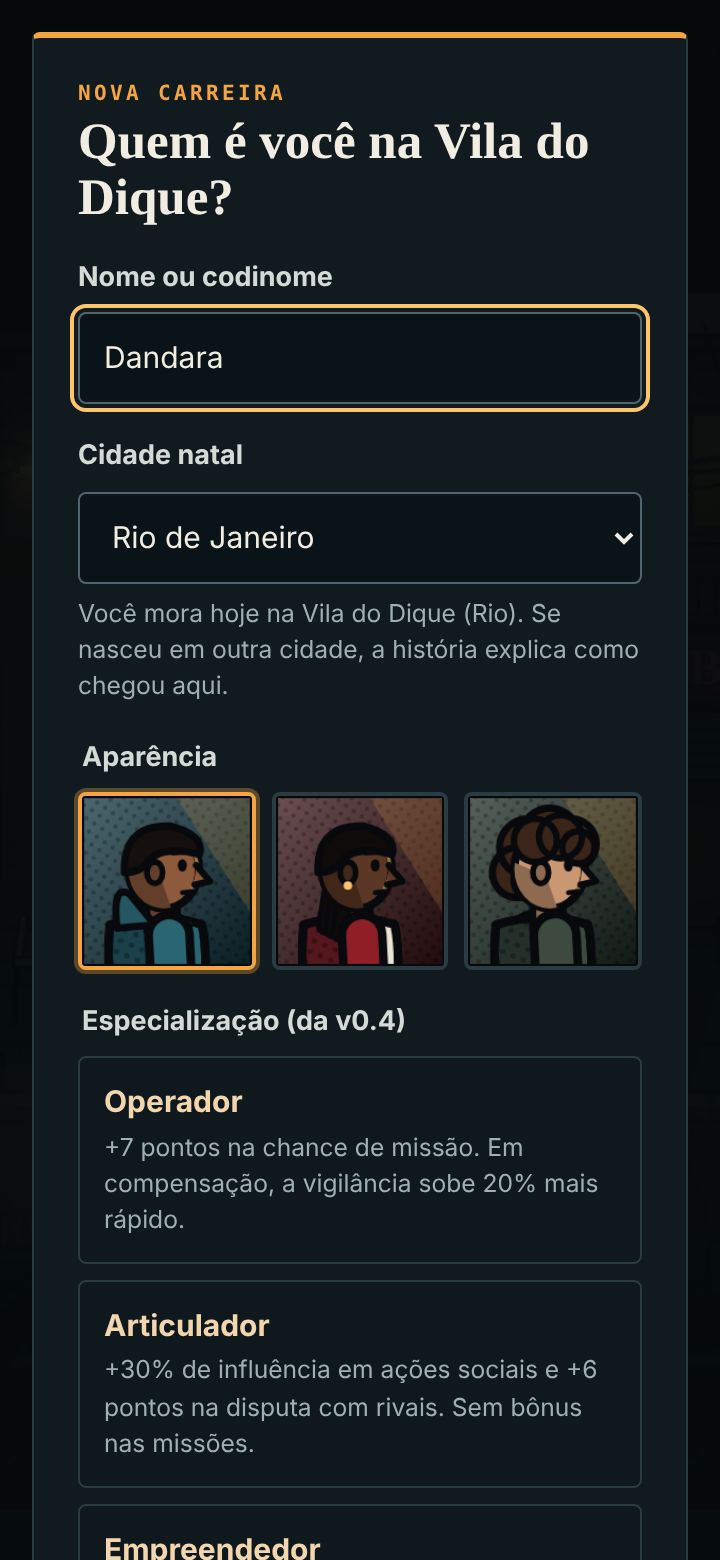 NOVA CARREIRA
Quem é você na Vila do
Dique?
Nome ou codinome
Dandara
Cidade natal
Rio de Janeiro
Você mora hoje na Vila do Dique (Rio). Se
nasceu em outra cidade, a história explica como
chegou aqui.
Aparência
Especialização (da v0.4)
Operador
+7 pontos na chance de missão. Em
compensação, a vigilância sobe 20% mais
rápido.
Articulador
+30% de influência em ações sociais e +6
pontos na disputa com rivais. Sem bônus
nas missões.
Empreendedor